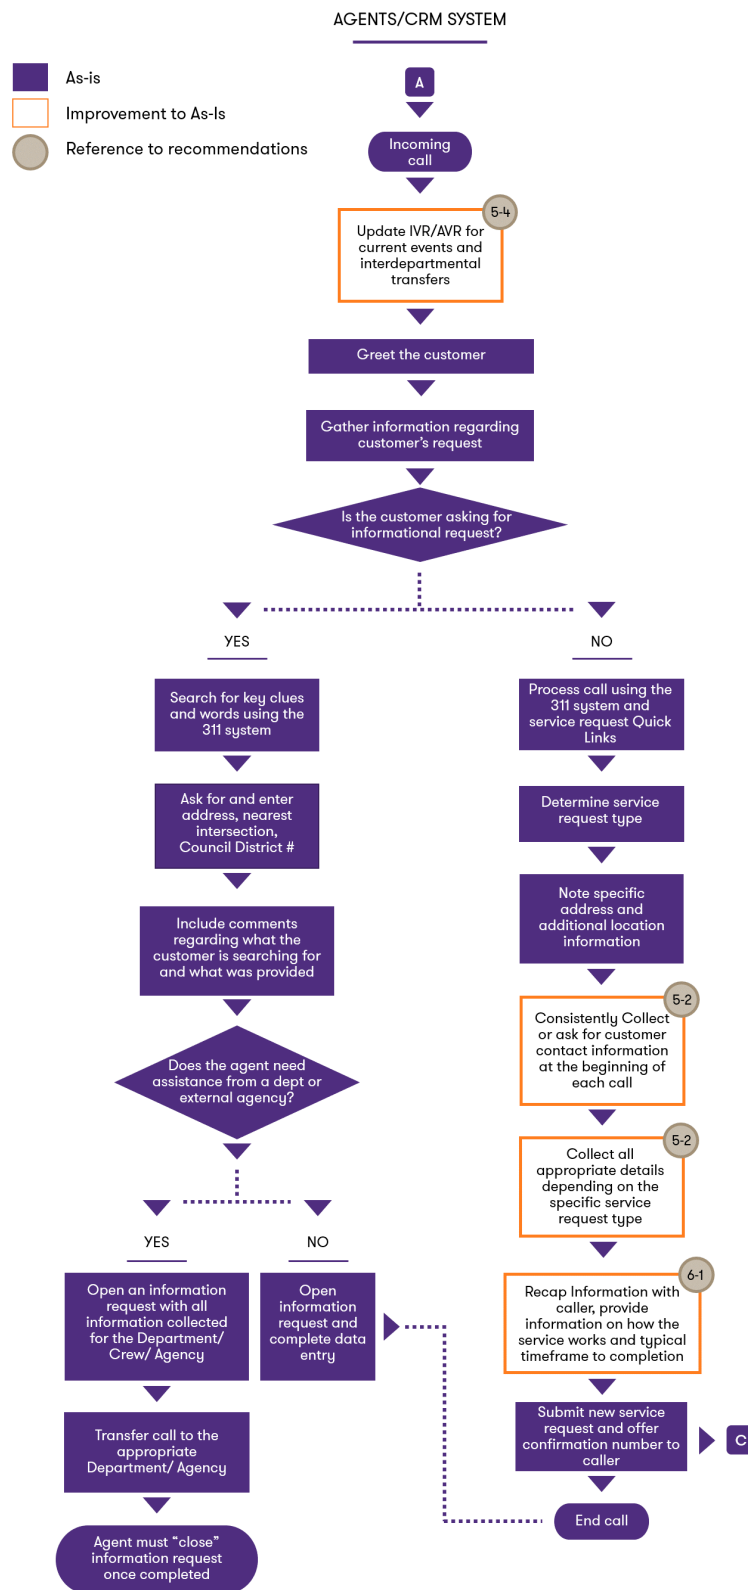 AGENTS/CRM SYSTEM
As-is
Improvement to As-Is
Reference to recommendations
A
Incoming
call
5-4
Update IVR/AVR for
current events and
interdepartmental
transfers
Greet the customer
Gather information regarding
customer's request
Is the customer asking for
informational request?
YES
Search for key clues
and words using the
311 system
Ask for and enter
address, nearest
intersection,
Council District #
Include comments
regarding what the
customer is searching for
and what was provided
Does the agent need
assistance from a dept or
external agency?
YES
Open an information
request with all
information collected
for the Department/
Crew/ Agency
Transfer call to the
appropriate
Department/ Agency
Agent must “close”
information request
once completed
NO
Open
information
request and
complete data
entry
NO
Process call using the
311 system and
service request Quick
Links
Determine service
request type
Note specific
address and
additional location
information
5-2
Consistently Collect
or ask for customer
contact information
at the beginning of
each call
5-2
Collect all
appropriate details
depending on the
specific service
request type
6-1
Recap Information with
caller, provide
information on how the
service works and typical
timeframe to completion
Submit new service
request and offer
confirmation number to
caller
C
End call